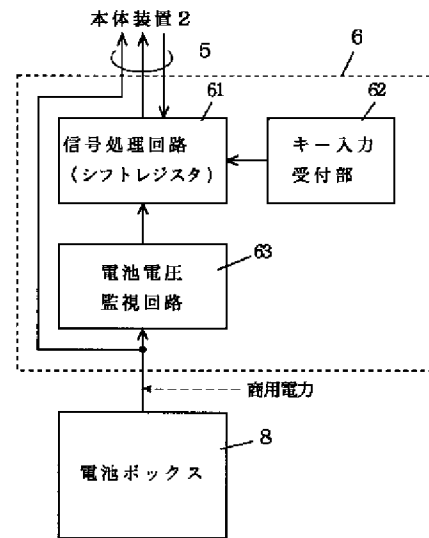 本体装置2
5
6
61
62
信号処理回路
(シフトレジスタ)
キー入力
受付部
63
電池電圧
監視回路
商用電力
8
電池ボックス